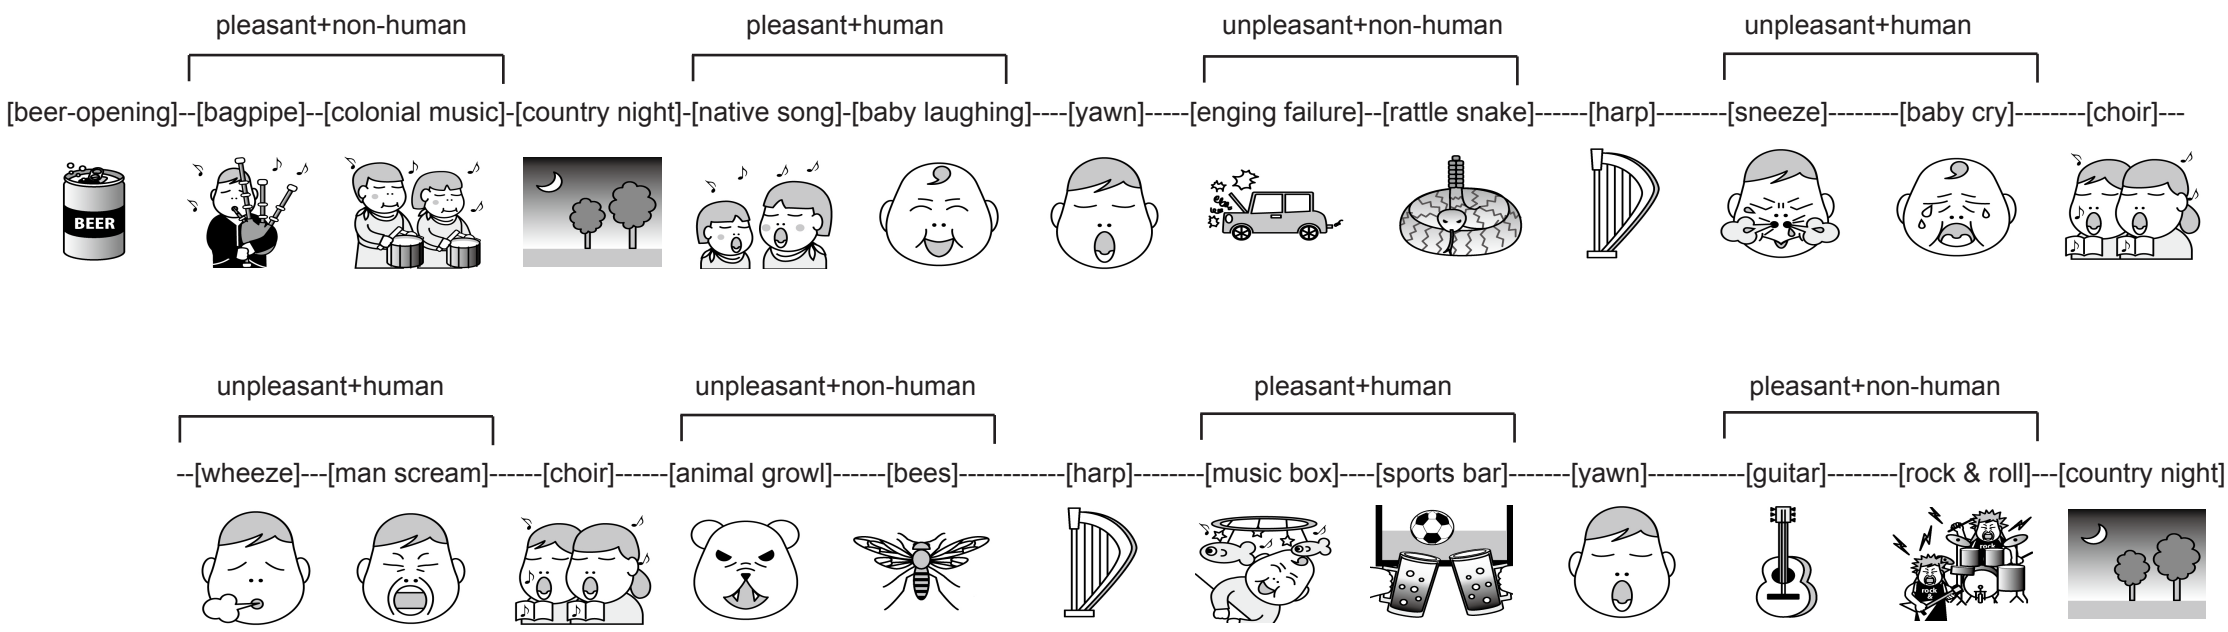 pleasant+non-human pleasant+human unpleasant+non-human unpleasant+human
[beer-opening]--[bagpipe]--[colonial music]-[country night]-[native song]-[baby laughing]----[yawn]-----[enging failure]--[rattle snake]------[harp]--------[sneeze]--------[baby cry]--------[choir]---
BEER
unpleasant+human unpleasant+non-human pleasant+human pleasant+non-human
--[wheeze]---[man scream]------[choir]------[animal growl]------[bees]------------[harp]--------[music box]----[sports bar]-------[yawn]-----------[guitar]--------[rock & roll]---[country night]
rock
rock
&